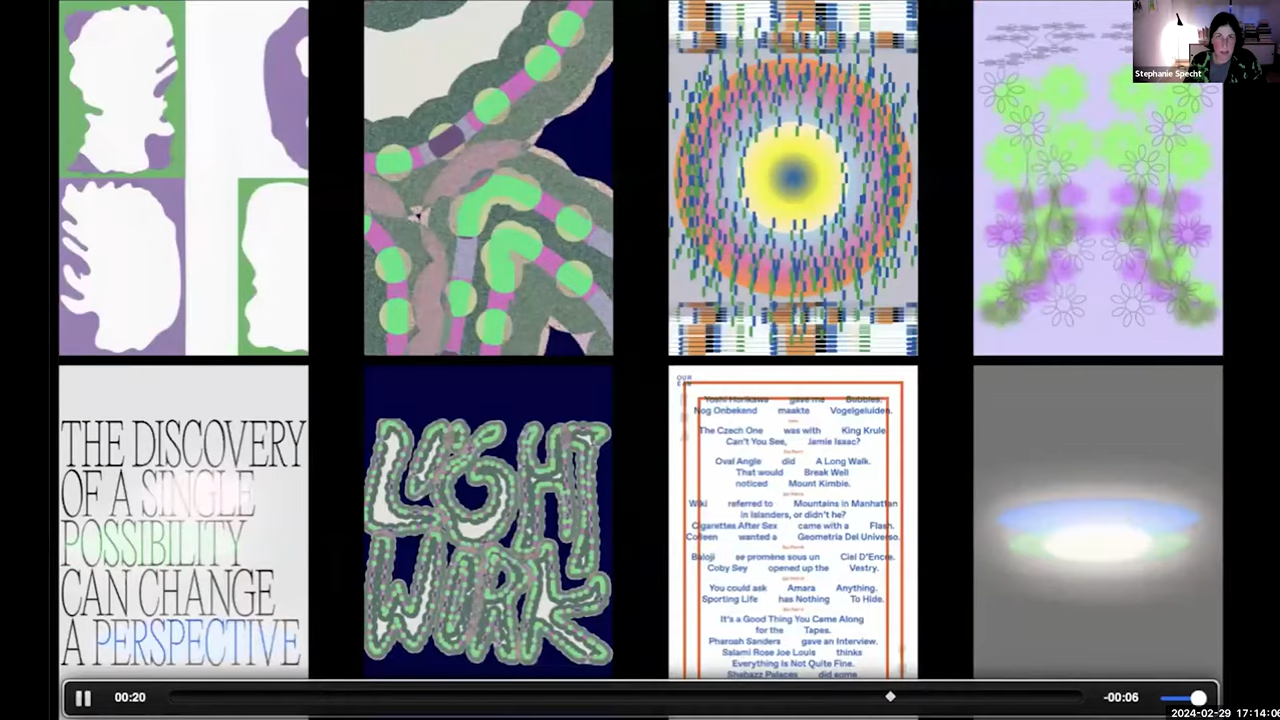 Stephanie Specht
THE DISCOVERY
OF A SINGLE
POSSIBILITY
CAN CHANGE
A PERSPECTIVE
LIGHT
WORK
OUR
Yoshi Horikawa gave me Bubbles.
Nog Onbekend maakte Vogelgeluiden.
The Czech One was with King Krule.
Can't You See, Jamie Isaac?
Oval Angle did A Long Walk.
That would Break Well
noticed Mount Kimbie.
Wiki referred to Mountains in Manhattan
in Islanders, or didn't he?
Cigarettes After Sex came with a Flash.
Colleen wanted a Geometria Del Universo.
Baloji se promène sous un Ciel D'Encre.
Coby Sey opened up the Vestry.
You could ask Amara Anything.
Sporting Life has Nothing To Hide.
It's a Good Thing You Came Along
for the Tapes.
Pharoah Sanders gave an Interview.
Salami Rose Joe Louis thinks
Everything Is Not Quite Fine.
Shabazz Palaces did some
00:20
-00:06
2024-02-29 17:14:06